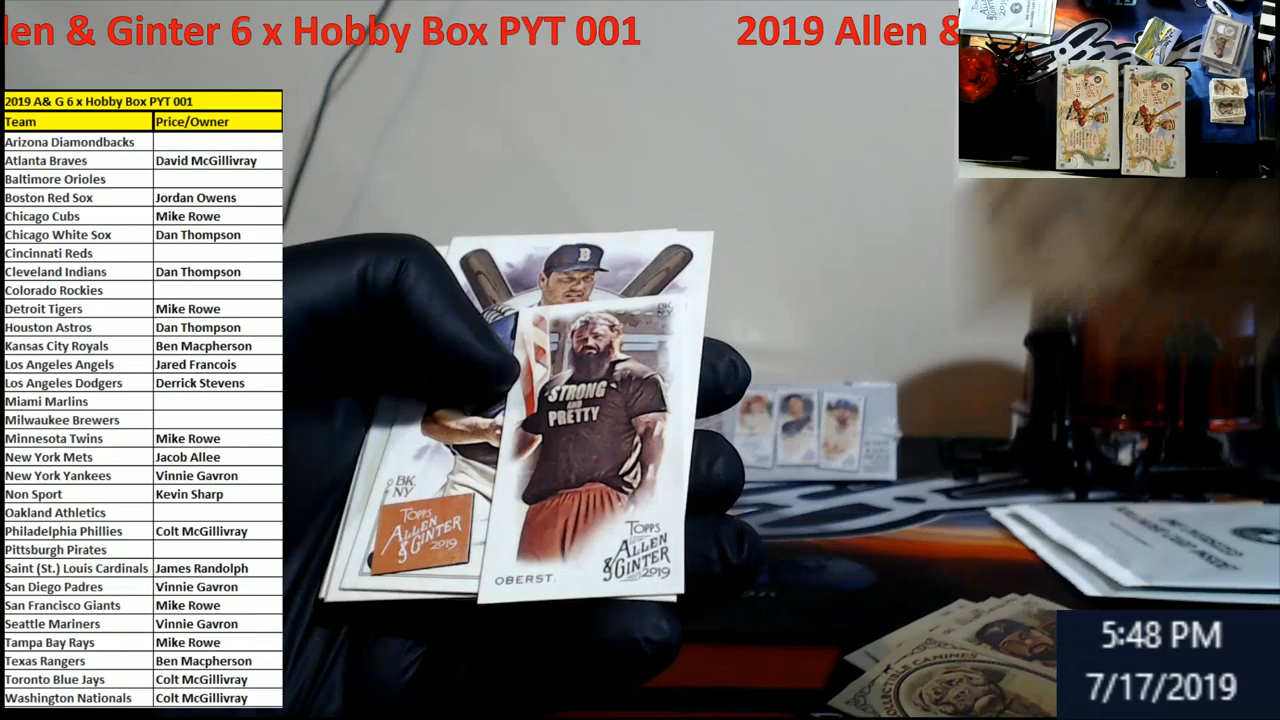 len & Ginter 6 x Hobby Box PYT 001 2019 Allen &
2019 A& G 6 x Hobby Box PYT 001
Team Price/Owner
Arizona Diamondbacks
Atlanta Braves David McGillivray
Baltimore Orioles
Boston Red Sox Jordan Owens
Chicago Cubs Mike Rowe
Chicago White Sox Dan Thompson
Cincinnati Reds
Cleveland Indians Dan Thompson
Colorado Rockies
Detroit Tigers Mike Rowe
Houston Astros Dan Thompson
Kansas City Royals Ben Macpherson
Los Angeles Angels Jared Francois
Los Angeles Dodgers Derrick Stevens
Miami Marlins
Milwaukee Brewers
Minnesota Twins Mike Rowe
New York Mets Jacob Allee
New York Yankees Vinnie Gavron
Non Sport Kevin Sharp
Oakland Athletics
Philadelphia Phillies Colt McGillivray
Pittsburgh Pirates
Saint (St.) Louis Cardinals James Randolph
San Diego Padres Vinnie Gavron
San Francisco Giants Mike Rowe
Seattle Mariners Vinnie Gavron
Tampa Bay Rays Mike Rowe
Texas Rangers Ben Macpherson
Toronto Blue Jays Colt McGillivray
Washington Nationals Colt McGillivray
B
BK
NY
STRONG
AND
PRETTY
BK
NY
TOPPS
ALLEN
& GINTER
2019
TOPPS
ALLEN
& GINTER
2019
OBERST.
CANINES
5:48 PM
7/17/2019